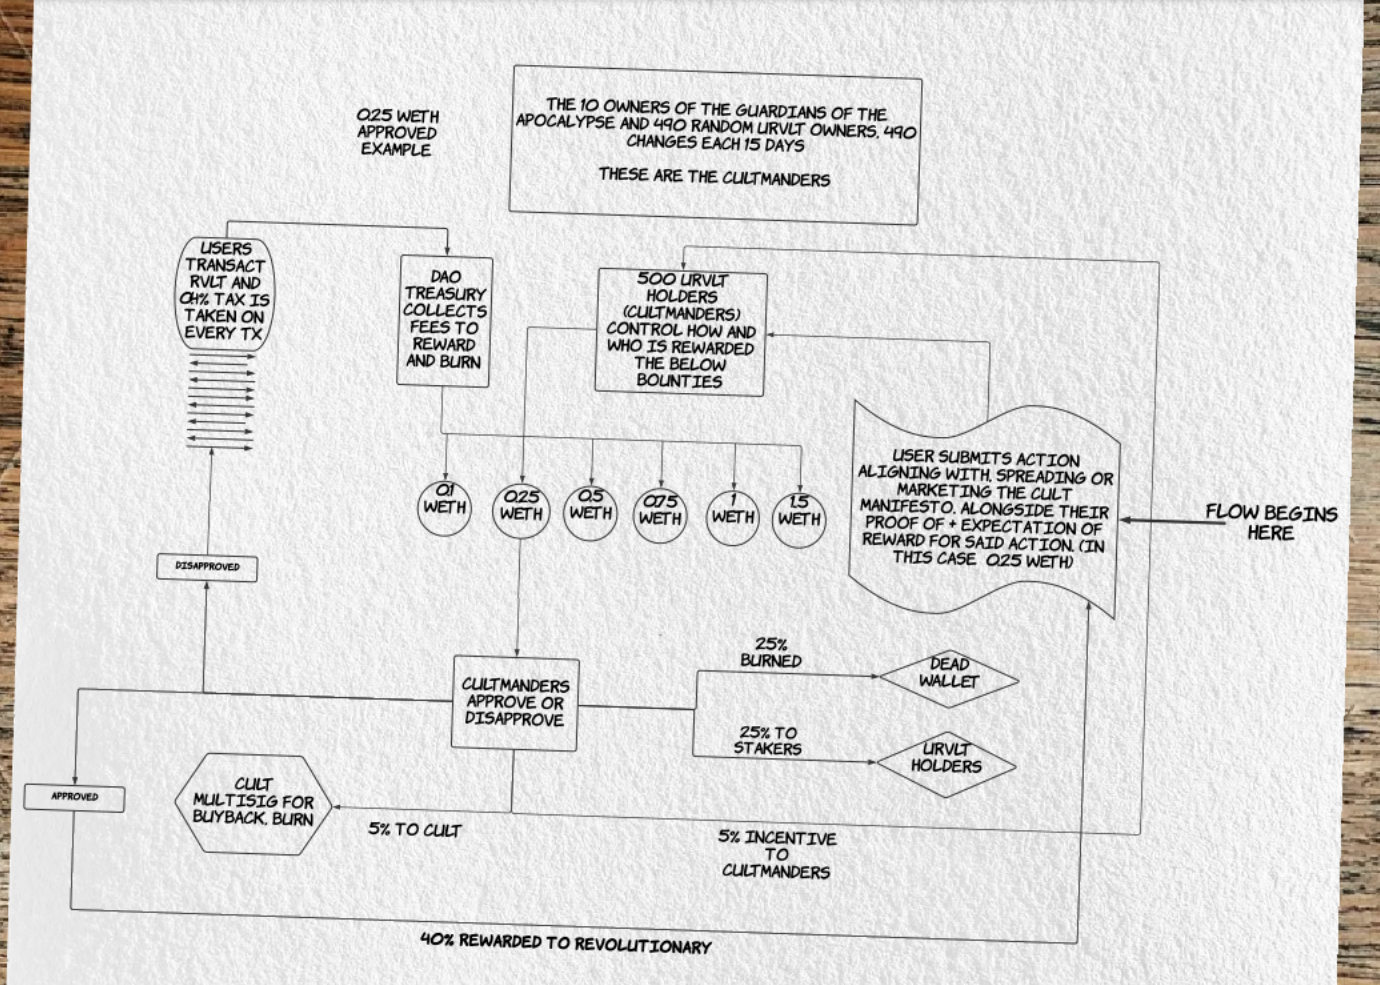 0.25 WETH
APPROVED
EXAMPLE
THE 10 OWNERS OF THE GUARDIANS OF THE
APOCALYPSE AND 490 RANDOM URVLT OWNERS. 490
CHANGES EACH 15 DAYS
THESE ARE THE CULTMANDERS
USERS
TRANSACT
RVLT AND
0.4% TAX IS
TAKEN ON
EVERY TX
DAO
TREASURY
COLLECTS
FEES TO
REWARD
AND BURN
500 URVLT
HOLDERS
(CULTMANDERS)
CONTROL HOW AND
WHO IS REWARDED
THE BELOW
BOUNTIES
0.1
WETH
0.25
WETH
0.5
WETH
0.75
WETH
1
WETH
1.5
WETH
USER SUBMITS ACTION
ALIGNING WITH, SPREADING OR
MARKETING THE CULT
MANIFESTO, ALONGSIDE THEIR
PROOF OF + EXPECTATION OF
REWARD FOR SAID ACTION. (IN
THIS CASE 0.25 WETH)
FLOW BEGINS
HERE
DISAPPROVED
CULTMANDERS
APPROVE OR
DISAPPROVE
25%
BURNED
DEAD
WALLET
25% TO
STAKERS
URVLT
HOLDERS
APPROVED
CULT
MULTISIG FOR
BUYBACK, BURN
5% TO CULT
5% INCENTIVE
TO
CULTMANDERS
40% REWARDED TO REVOLUTIONARY